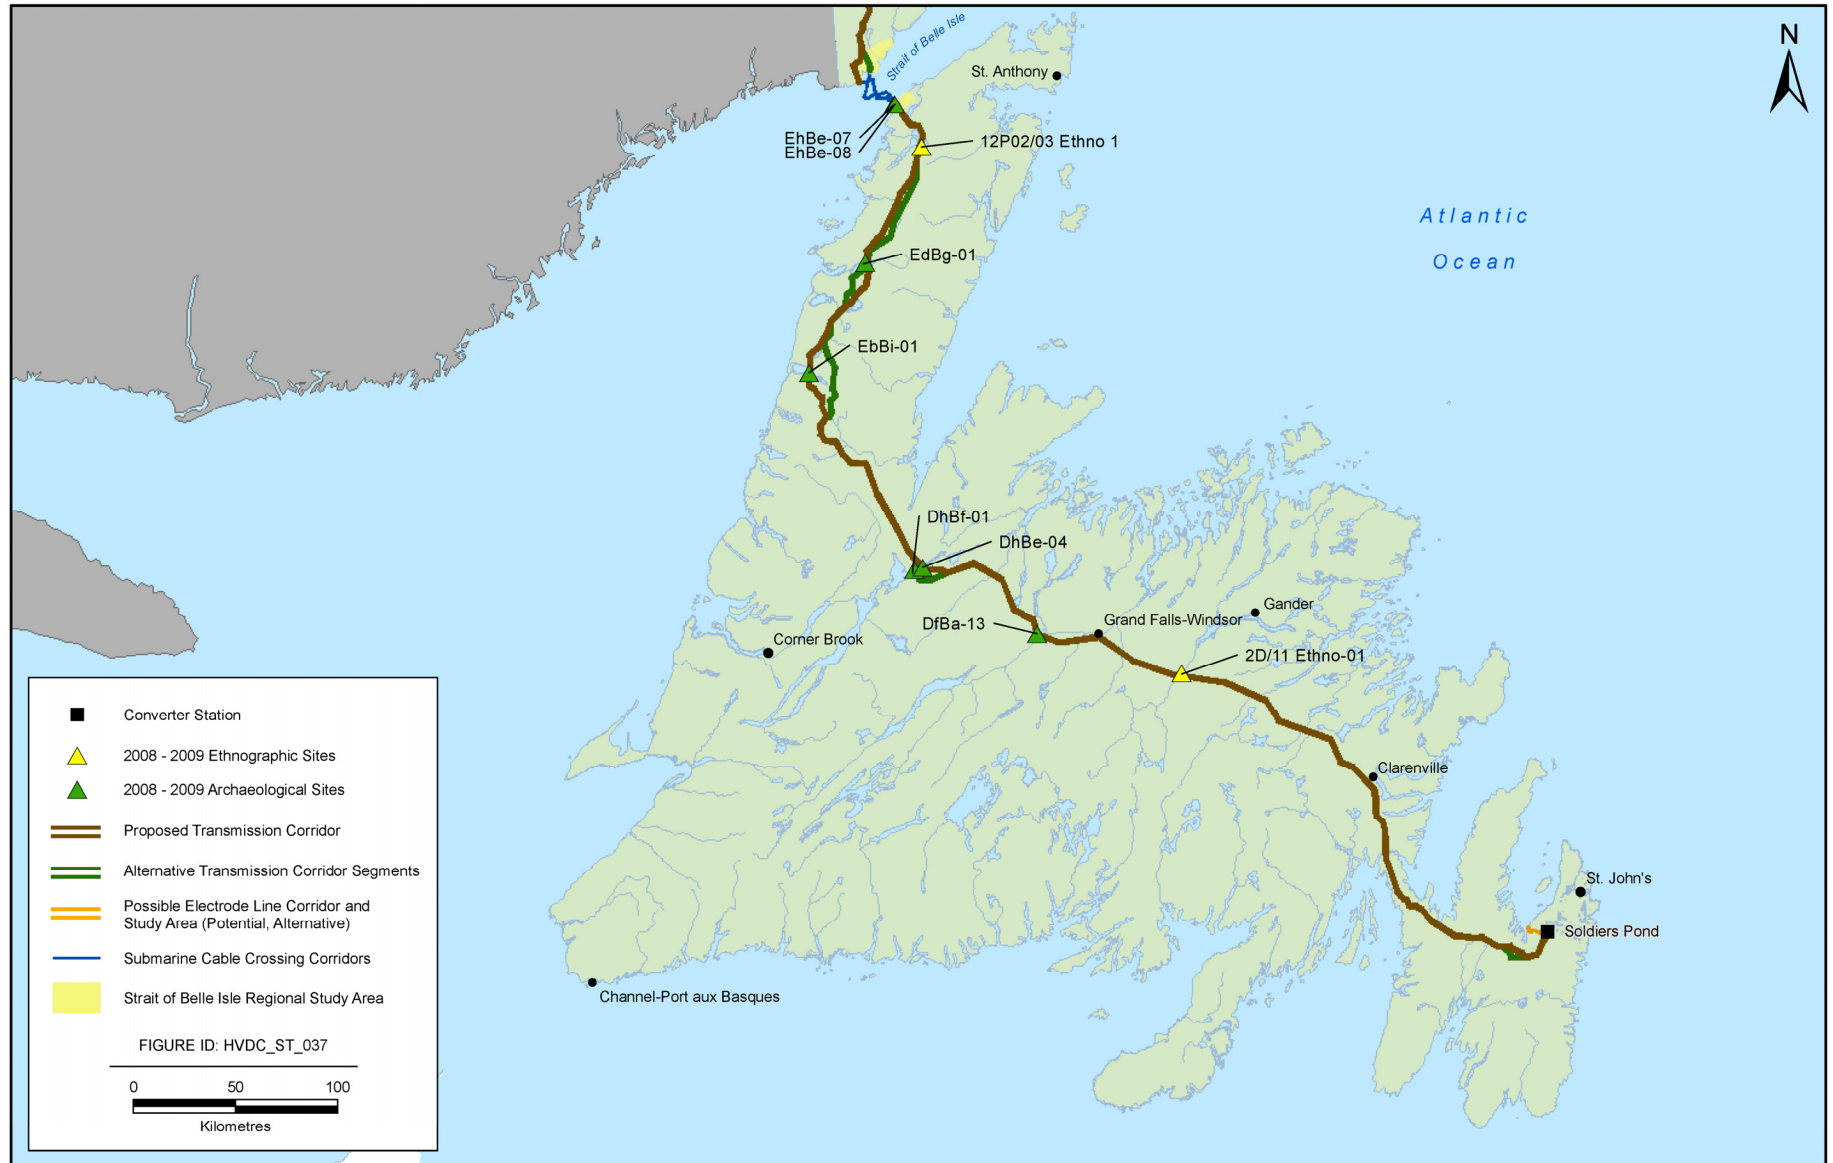 N
Strait of Belle Isle
St. Anthony
EhBe-07
EhBe-08
12P02/03 Ethno 1
Atlantic
Ocean
EdBg-01
EbBi-01
DhBf-01
DhBe-04
DfBa-13
Grand Falls-Windsor
Gander
Corner Brook
2D/11 Ethno-01
Clarenville
St. John's
Soldiers Pond
Channel-Port aux Basques
Converter Station
2008 - 2009 Ethnographic Sites
2008 - 2009 Archaeological Sites
Proposed Transmission Corridor
Alternative Transmission Corridor Segments
Possible Electrode Line Corridor and
Study Area (Potential, Alternative)
Submarine Cable Crossing Corridors
Strait of Belle Isle Regional Study Area
FIGURE ID: HVDC_ST_037
0 50 100
Kilometres